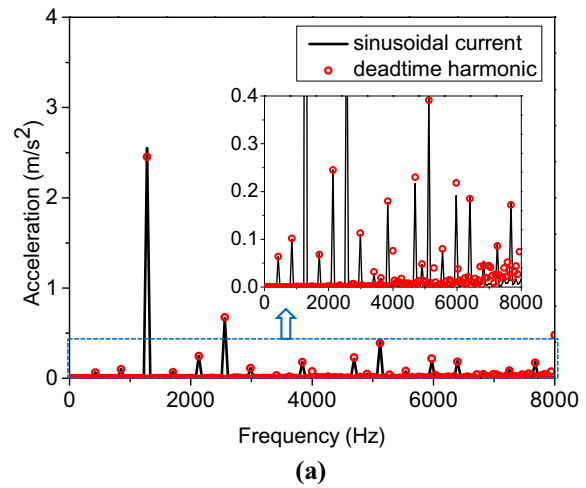 4
3
2
1
0
Acceleration (m/s²)
sinusoidal current
deadtime harmonic
0.4
0.3
0.2
0.1
0.0
0 2000 4000 6000 8000
0 2000 4000 6000 8000
Frequency (Hz)
(a)